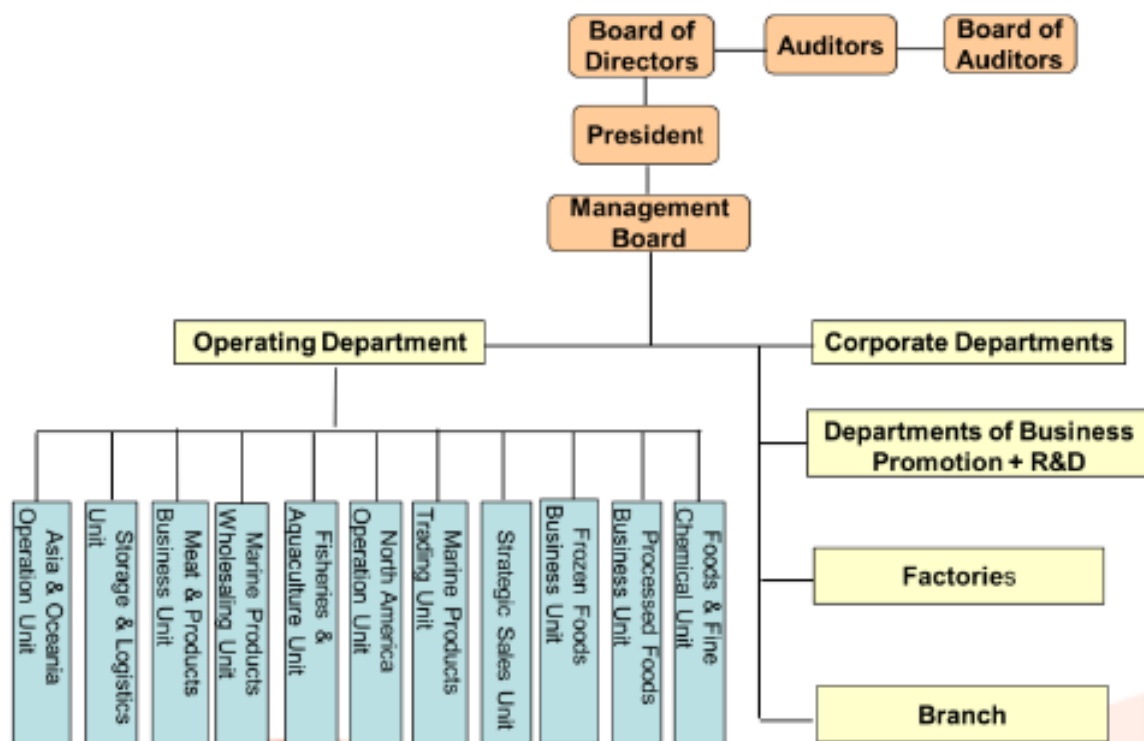 Board of
Directors
Auditors
Board of
Auditors
President
Management
Board
Operating Department
Corporate Departments
Departments of Business
Promotion + R&D
Factories
Branch
Asia & Oceania
Operation Unit
Storage & Logistics
Unit
Meat & Products
Business Unit
Marine Products
Wholesaling Unit
Fisheries &
Aquaculture Unit
North America
Operation Unit
Marine Products
Trading Unit
Strategic Sales Unit
Frozen Foods
Business Unit
Processed Foods
Business Unit
Foods & Fine
Chemical Unit